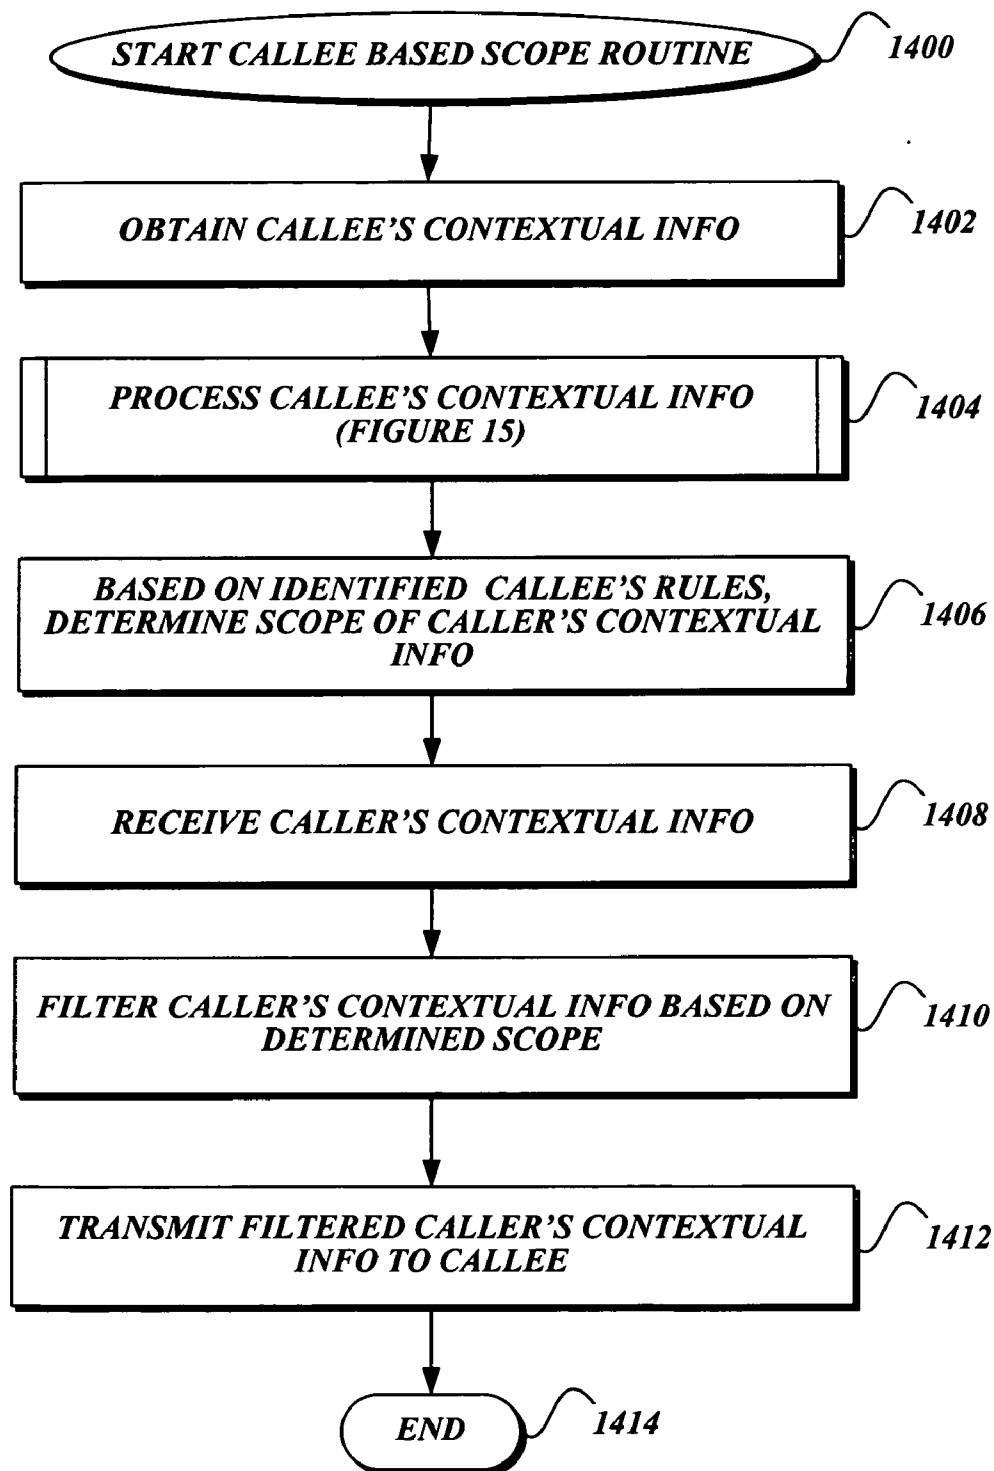 START CALLEE BASED SCOPE ROUTINE
1400
OBTAIN CALLEE'S CONTEXTUAL INFO
1402
PROCESS CALLEE'S CONTEXTUAL INFO
(FIGURE 15)
1404
BASED ON IDENTIFIED CALLEE'S RULES,
DETERMINE SCOPE OF CALLER'S CONTEXTUAL
INFO
1406
RECEIVE CALLER'S CONTEXTUAL INFO
1408
FILTER CALLER'S CONTEXTUAL INFO BASED ON
DETERMINED SCOPE
1410
TRANSMIT FILTERED CALLER'S CONTEXTUAL
INFO TO CALLEE
1412
END
1414